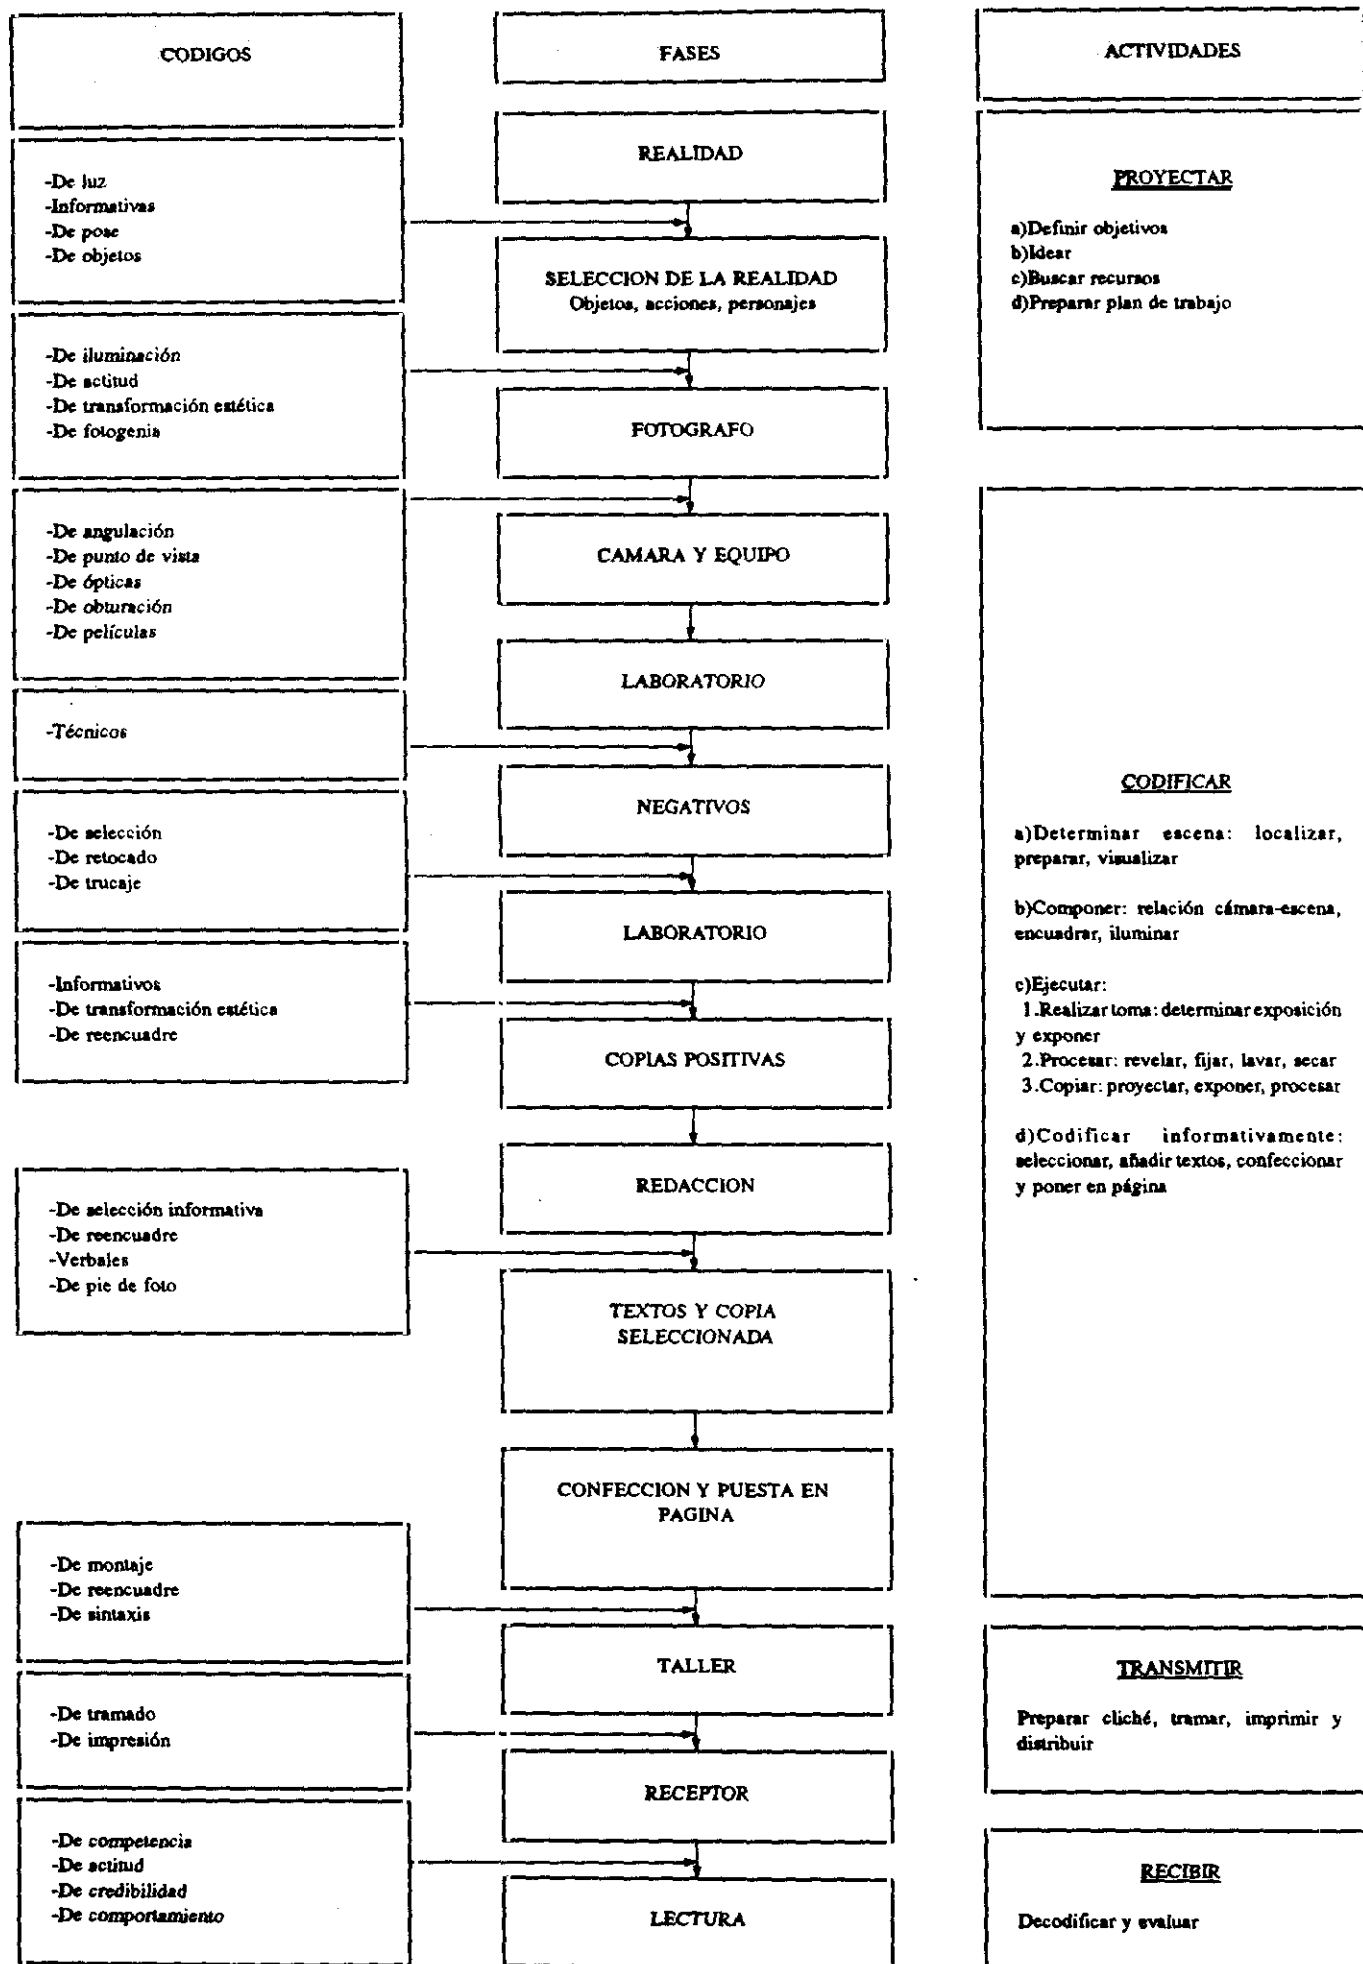 CODIGOS
-De luz
-Informativas
-De pose
-De objetos
-De iluminación
-De actitud
-De transformación estética
-De fotogenia
-De angulación
-De punto de vista
-De ópticas
-De obturación
-De películas
-Técnicos
-De selección
-De retocado
-De trucaje
-Informativos
-De transformación estética
-De reencuadre
-De selección informativa
-De reencuadre
-Verbales
-De pie de foto
-De montaje
-De reencuadre
-De sintaxis
-De tramado
-De impresión
-De competencia
-De actitud
-De credibilidad
-De comportamiento
FASES
REALIDAD
SELECCION DE LA REALIDAD
Objetos, acciones, personajes
FOTOGRAFO
CAMARA Y EQUIPO
LABORATORIO
NEGATIVOS
LABORATORIO
COPIAS POSITIVAS
REDACCION
TEXTOS Y COPIA
SELECCIONADA
CONFECCION Y PUESTA EN
PAGINA
TALLER
RECEPTOR
LECTURA
ACTIVIDADES
PROYECTAR
a)Definir objetivos
b)Idear
c)Buscar recursos
d)Preparar plan de trabajo
CODIFICAR
a)Determinar escena: localizar,
preparar, visualizar
b)Componer: relación cámara-escena,
encuadrar, iluminar
c)Ejecutar:
1.Realizar toma: determinar exposición
y exponer
2.Procesar: revelar, fijar, lavar, secar
3.Copiar: proyectar, exponer, procesar
d)Codificar informativamente:
seleccionar, añadir textos, confeccionar
y poner en página
TRANSMITIR
Preparar cliché, tramar, imprimir y
distribuir
RECIBIR
Decodificar y evaluar